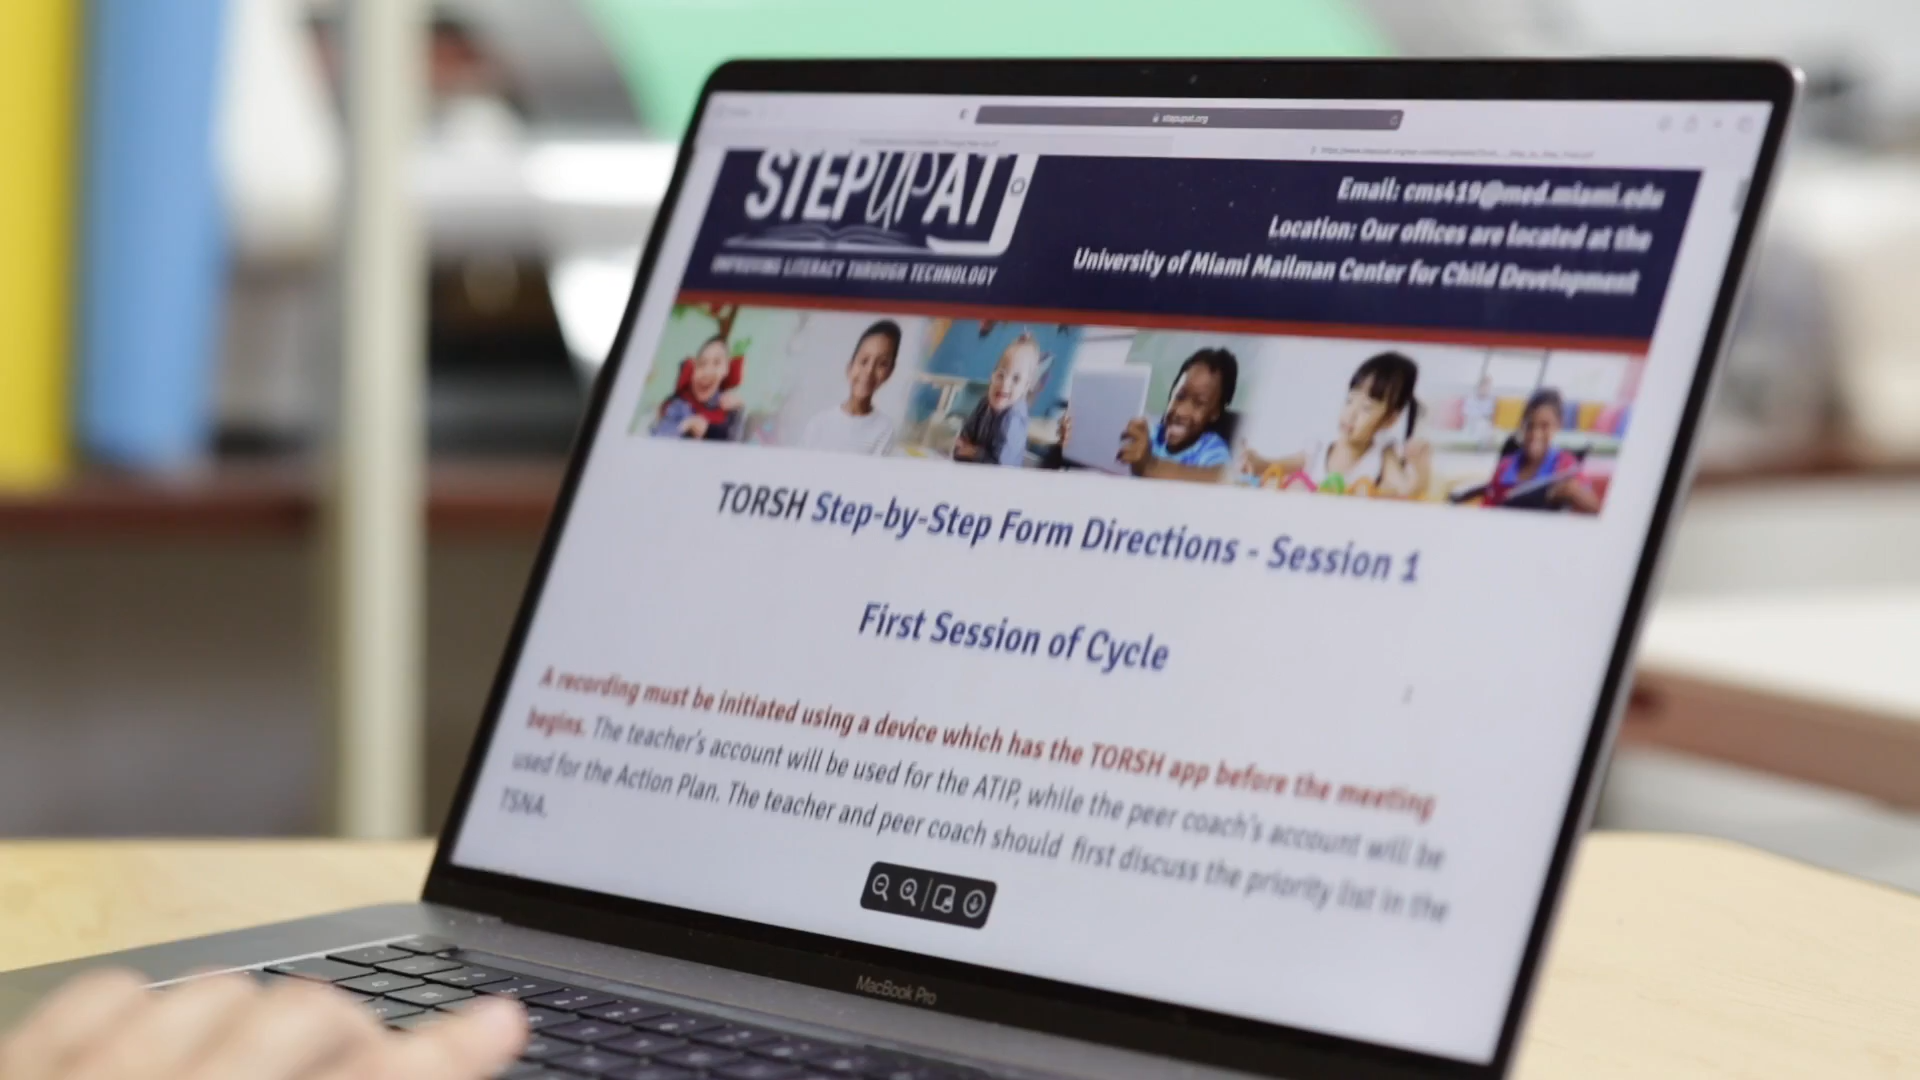 stepupat.org
STEPUPAT
IMPROVING LITERACY THROUGH TECHNOLOGY
Email: cms419@med.miami.edu
Location: Our offices are located at the
University of Miami Mailman Center for Child Development
TORSH Step-by-Step Form Directions - Session 1
First Session of Cycle
A recording must be initiated using a device which has the TORSH app before the meeting
begins. The teacher's account will be used for the ATIP, while the peer coach's account will be
used for the Action Plan. The teacher and peer coach should first discuss the priority list in the
TSNA.
MacBook Pro